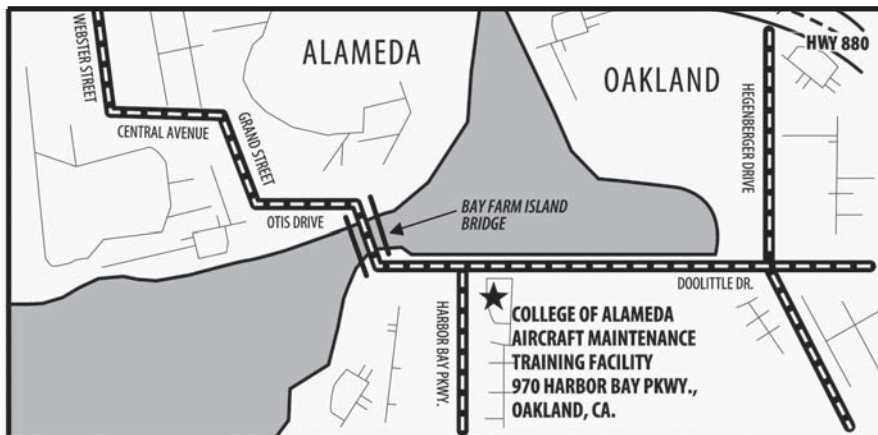 WEBSTER STREET
ALAMEDA
OAKLAND
HWY 880
CENTRAL AVENUE
GRAND STREET
HEGENBERGER DRIVE
OTIS DRIVE
BAY FARM ISLAND
BRIDGE
DOOLITTLE DR.
HARBOR BAY PKWY.
COLLEGE OF ALAMEDA
AIRCRAFT MAINTENANCE
TRAINING FACILITY
970 HARBOR BAY PKWY.,
OAKLAND, CA.